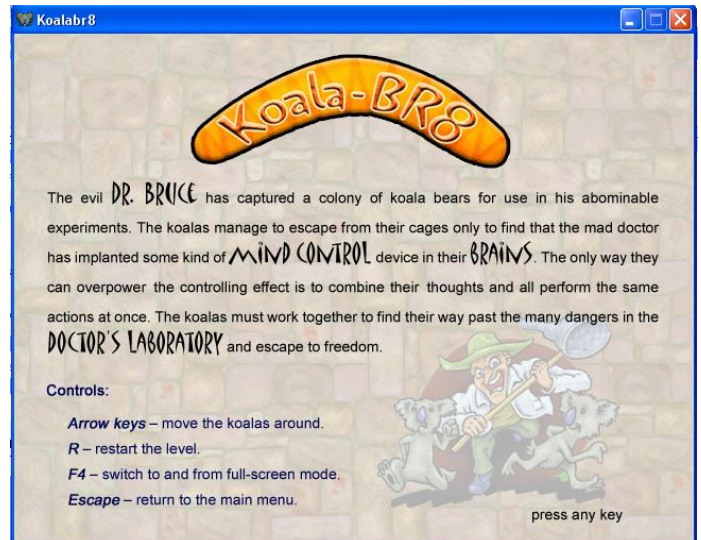 Koalabr8
Koala-BR8
The evil DR. BRUCE has captured a colony of koala bears for use in his abominable
experiments. The koalas manage to escape from their cages only to find that the mad doctor
has implanted some kind of MIND CONTROL device in their BRAINS. The only way they
can overpower the controlling effect is to combine their thoughts and all perform the same
actions at once. The koalas must work together to find their way past the many dangers in the
DOCTOR'S LABORATORY and escape to freedom.
Controls:
Arrow keys – move the koalas around.
R – restart the level.
F4 – switch to and from full-screen mode.
Escape – return to the main menu.
press any key